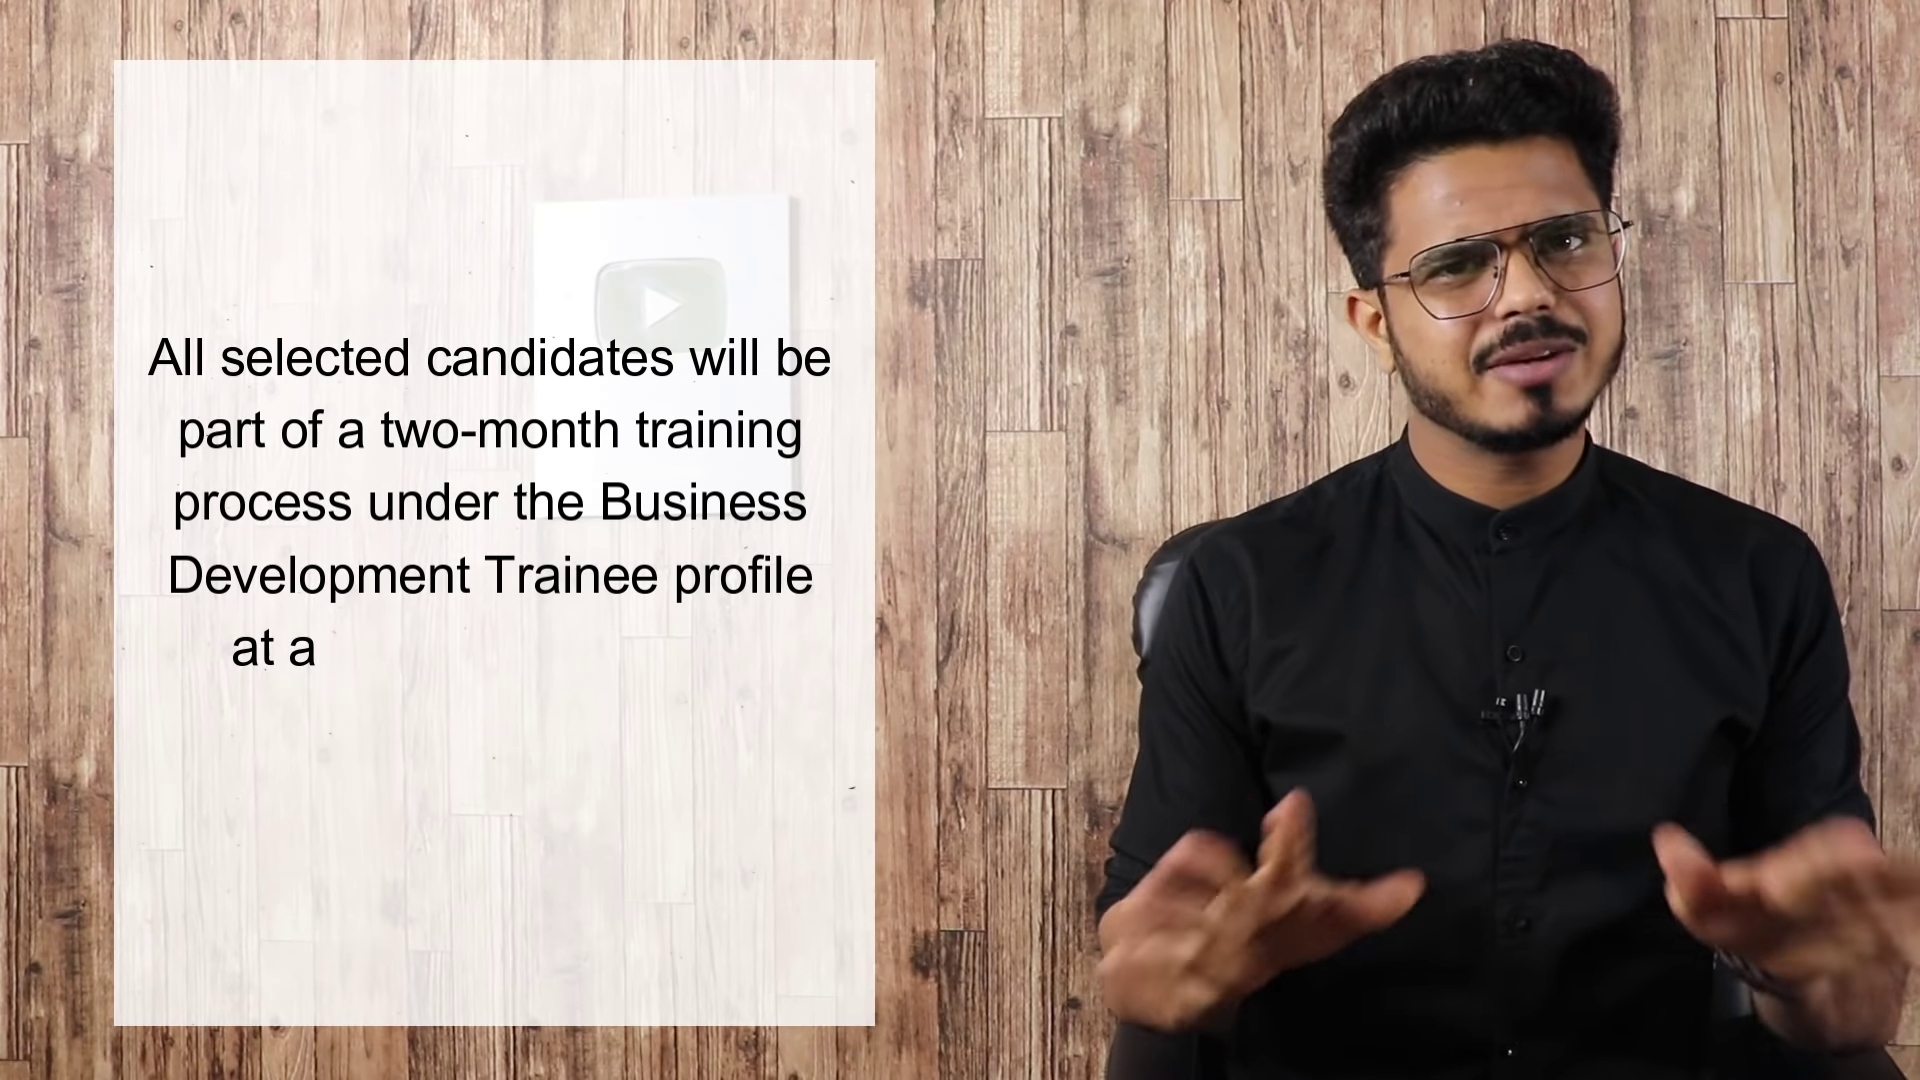 All selected candidates will be
part of a two-month training
process under the Business
Development Trainee profile
at a